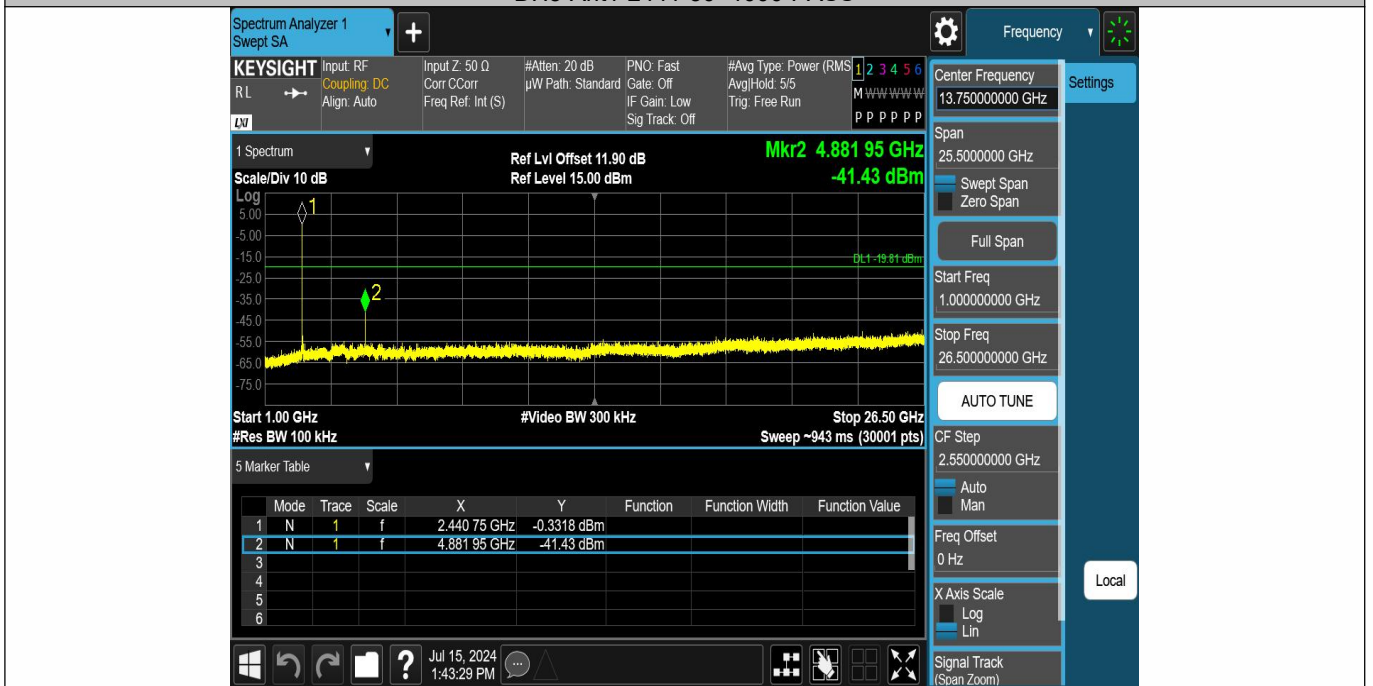 Spectrum Analyzer 1
Swept SA
Frequency
KEYSIGHT
RL
LXI
Input: RF
Coupling: DC
Align: Auto
Input Z: 50 Ω
Corr CCorr
Freq Ref: Int (S)
#Atten: 20 dB
µW Path: Standard
PNO: Fast
Gate: Off
IF Gain: Low
Sig Track: Off
#Avg Type: Power (RMS
Avg|Hold: 5/5
Trig: Free Run
1 2 3 4 5 6
M W W W W W
P P P P P P
1 Spectrum
Scale/Div 10 dB
Ref Lvl Offset 11.90 dB
Ref Level 15.00 dBm
Mkr2 4.881 95 GHz
-41.43 dBm
Log
5.00
-5.00
-15.0
-25.0
-35.0
-45.0
-55.0
-65.0
-75.0
1
2
DL1 -19.81 dBm
Start 1.00 GHz
#Res BW 100 kHz
#Video BW 300 kHz
Stop 26.50 GHz
Sweep ~943 ms (30001 pts)
5 Marker Table
Mode Trace Scale X Y Function Function Width Function Value
1 N 1 f 2.440 75 GHz -0.3318 dBm
2 N 1 f 4.881 95 GHz -41.43 dBm
3
4
5
6
Jul 15, 2024
1:43:29 PM
Center Frequency
13.750000000 GHz
Settings
Span
25.5000000 GHz
Swept Span
Zero Span
Full Span
Start Freq
1.000000000 GHz
Stop Freq
26.500000000 GHz
AUTO TUNE
CF Step
2.550000000 GHz
Auto
Man
Freq Offset
0 Hz
X Axis Scale
Log
Lin
Local
Signal Track
(Span Zoom)